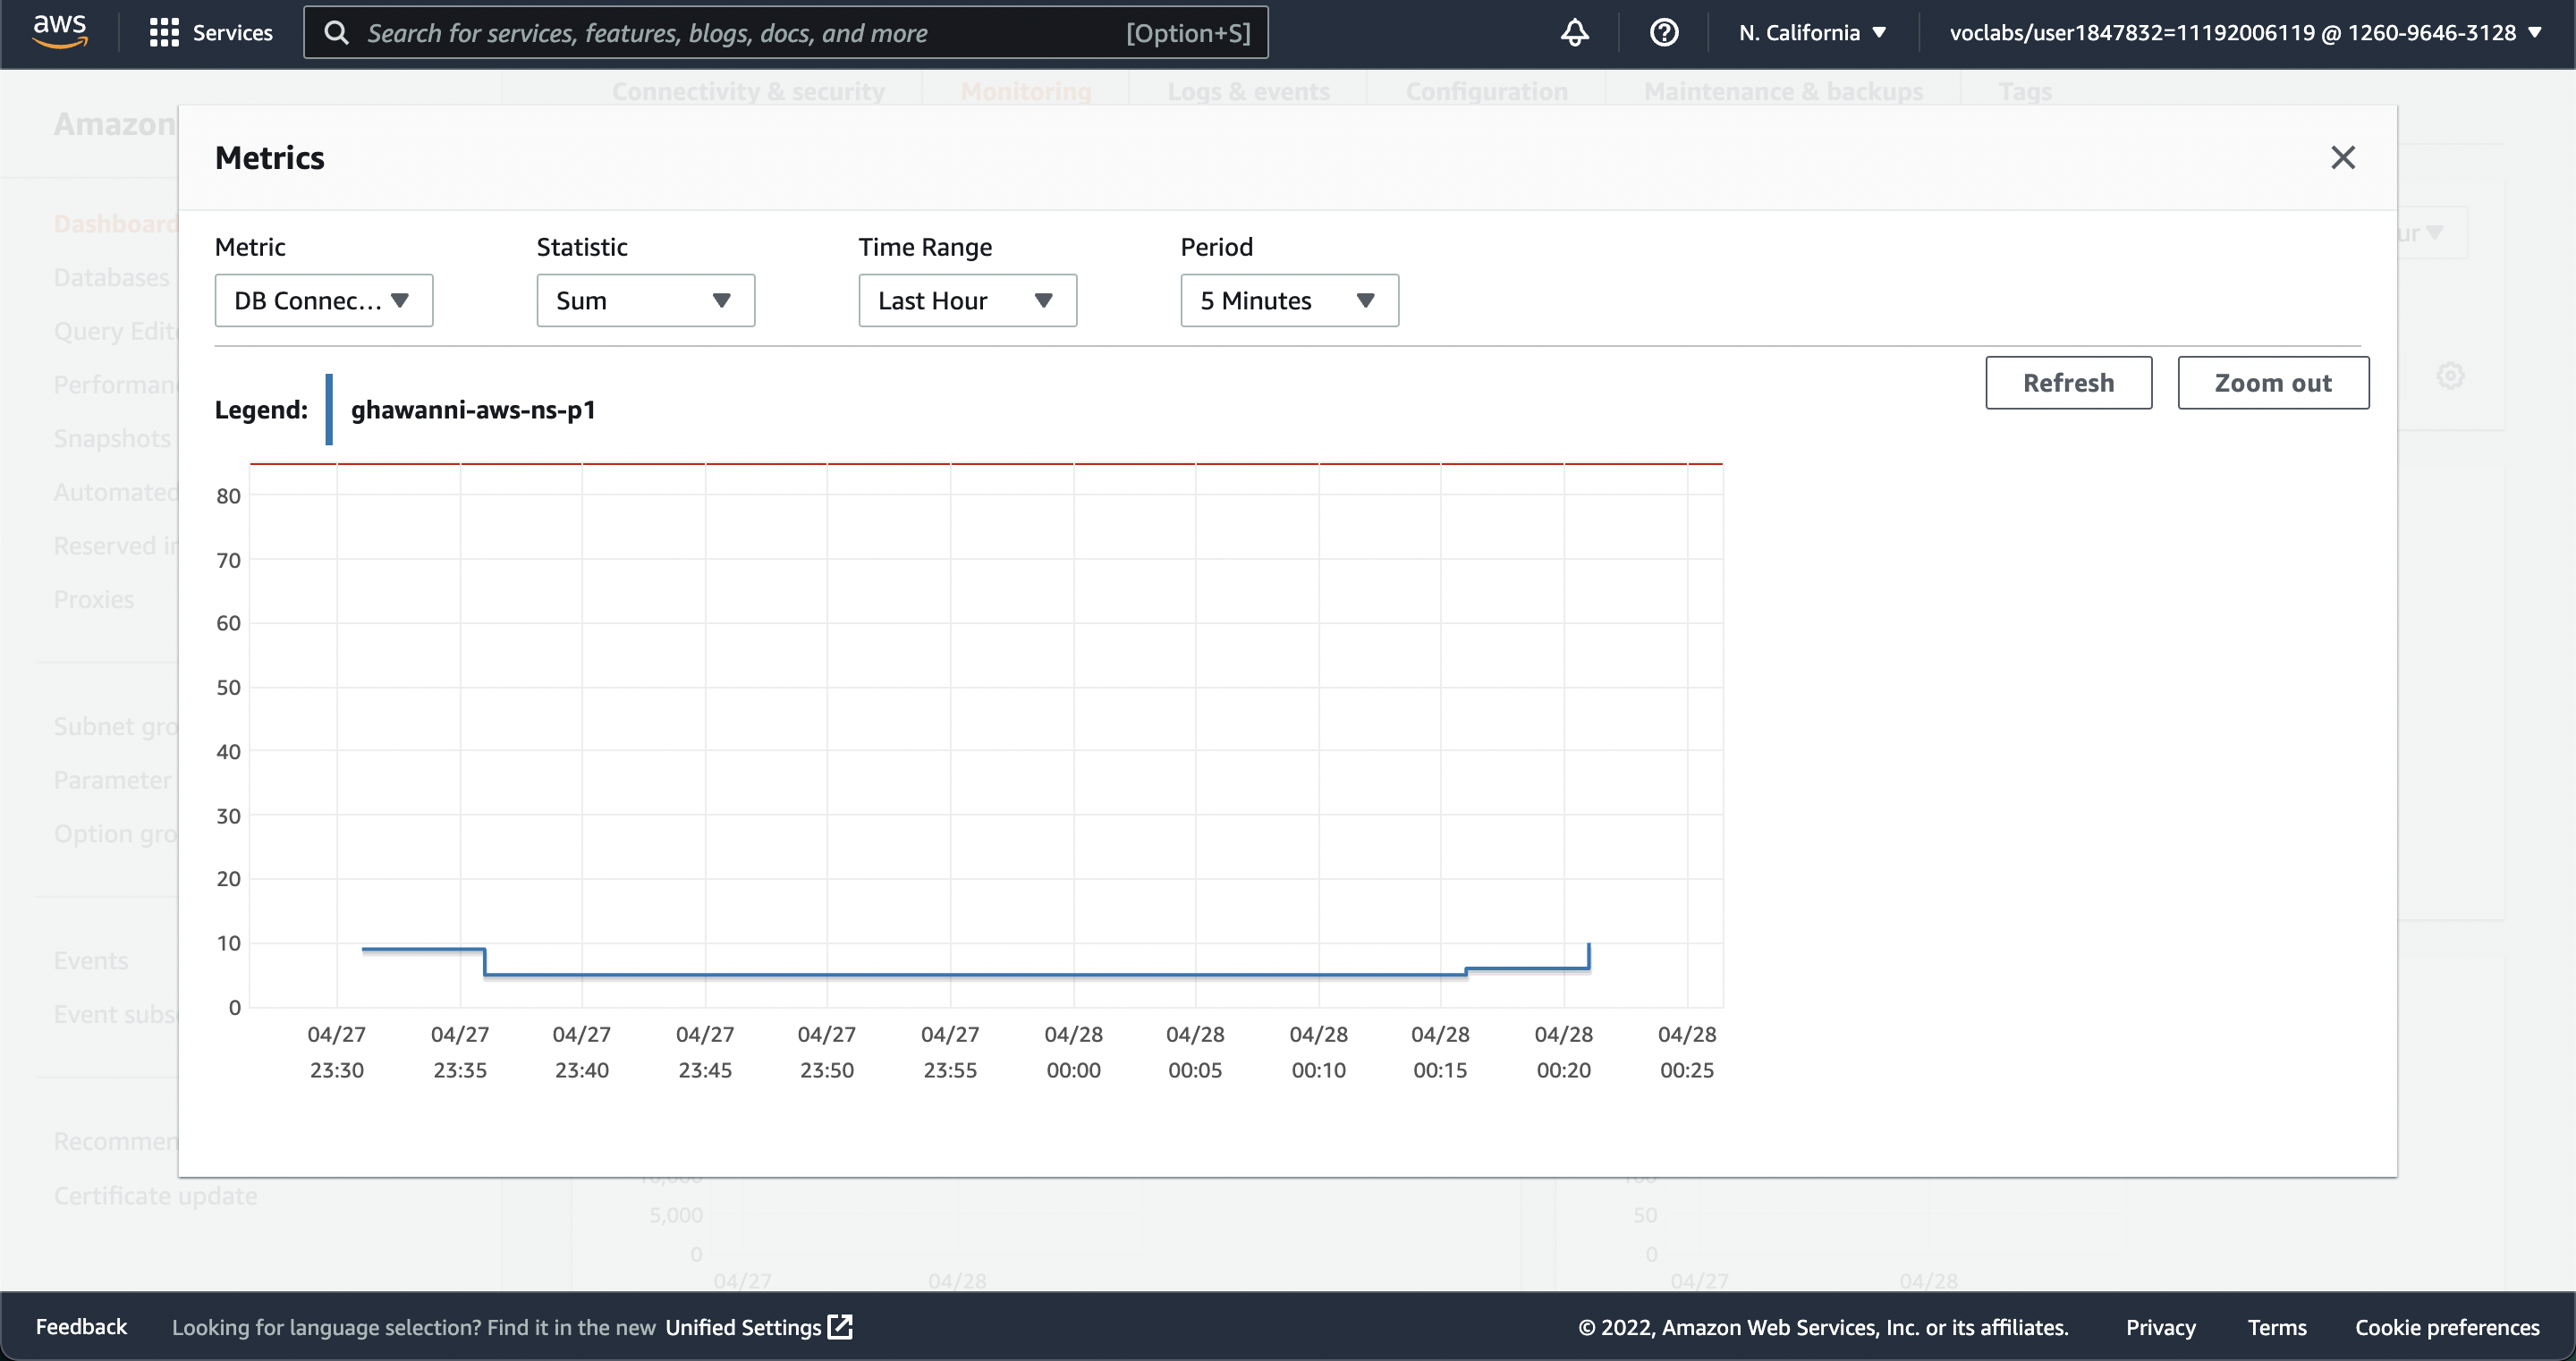 aws
Services
Search for services, features, blogs, docs, and more [Option+S]
N. California
voclabs/user1847832=11192006119 @ 1260-9646-3128
Connectivity & security
Monitoring
Logs & events
Configuration
Maintenance & backups
Tags
Amazon
Dashboard
Databases
Query Edit
Performan
Snapshots
Automated
Reserved in
Proxies
Subnet gro
Parameter
Option gro
Events
Event subs
Recommen
Certificate update
ur
Metrics
Metric
Statistic
Time Range
Period
DB Connec...
Sum
Last Hour
5 Minutes
Refresh
Zoom out
Legend:
ghawanni-aws-ns-p1
80
70
60
50
40
30
20
10
0
04/27 04/27 04/27 04/27 04/27 04/27 04/28 04/28 04/28 04/28 04/28 04/28
23:30 23:35 23:40 23:45 23:50 23:55 00:00 00:05 00:10 00:15 00:20 00:25
5,000
0
04/27 04/28
50
0
04/27 04/28
Feedback
Looking for language selection? Find it in the new Unified Settings
© 2022, Amazon Web Services, Inc. or its affiliates.
Privacy
Terms
Cookie preferences